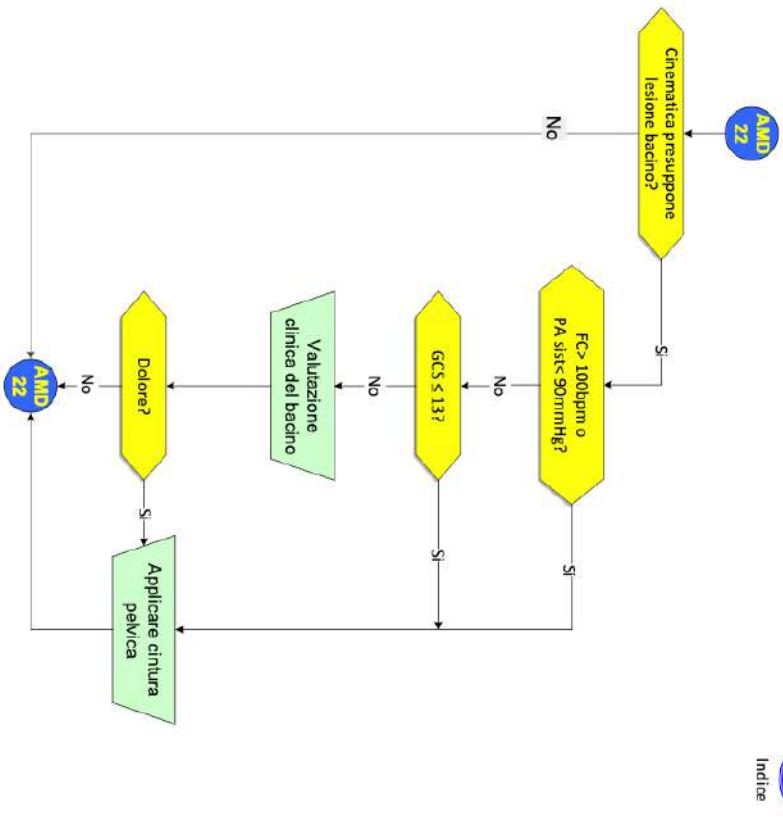 AMD
22
Cinematica presuppone
lesione bacino?
No
Si
FC> 100bpm o
PA sist< 90mmHg?
Si
No
GCS ≤ 13?
Si
No
Valutazione
clinica del bacino
Dolore?
Si
No
Applicare cintura
pelvica
AMD
22
Indice